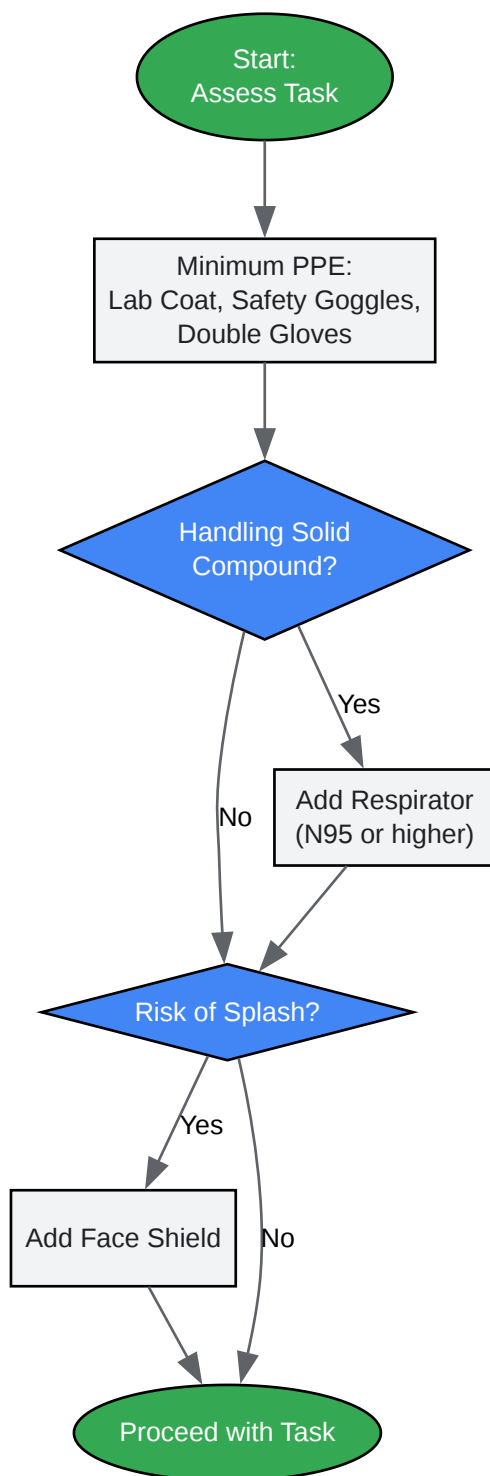 Start:
Assess Task
Minimum PPE:
Lab Coat, Safety Goggles,
Double Gloves
Handling Solid
Compound?
Yes
Add Respirator
(N95 or higher)
No
Risk of Splash?
Yes
Add Face Shield
No
Proceed with Task